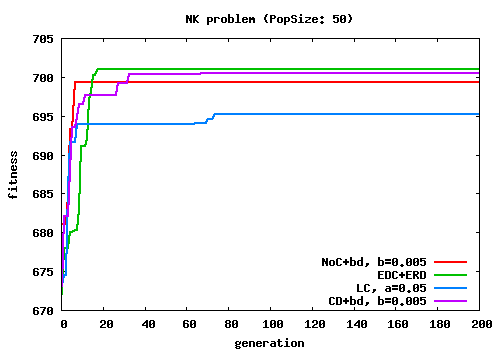 NK problem (PopSize: 50)
705
700
695
690
685
680
675
670
fitness
NoC+bd, b=0.005
EDC+ERD
LC, a=0.05
CD+bd, b=0.005
0 20 40 60 80 100 120 140 160 180 200
generation